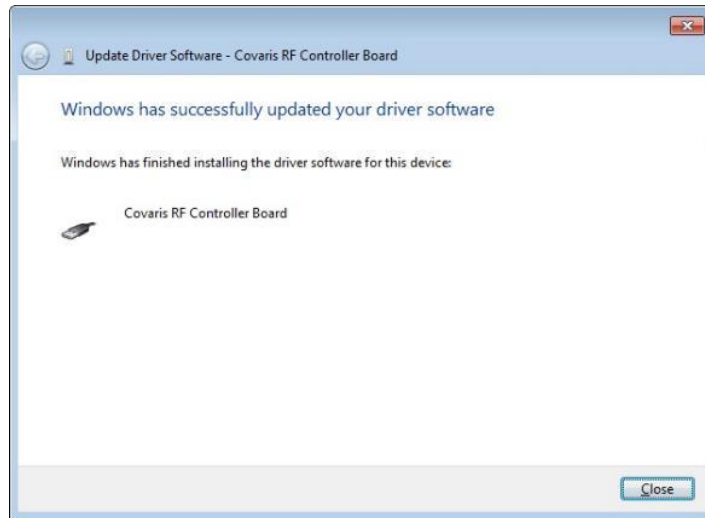 Update Driver Software - Covaris RF Controller Board
Windows has successfully updated your driver software
Windows has finished installing the driver software for this device:
Covaris RF Controller Board
Close